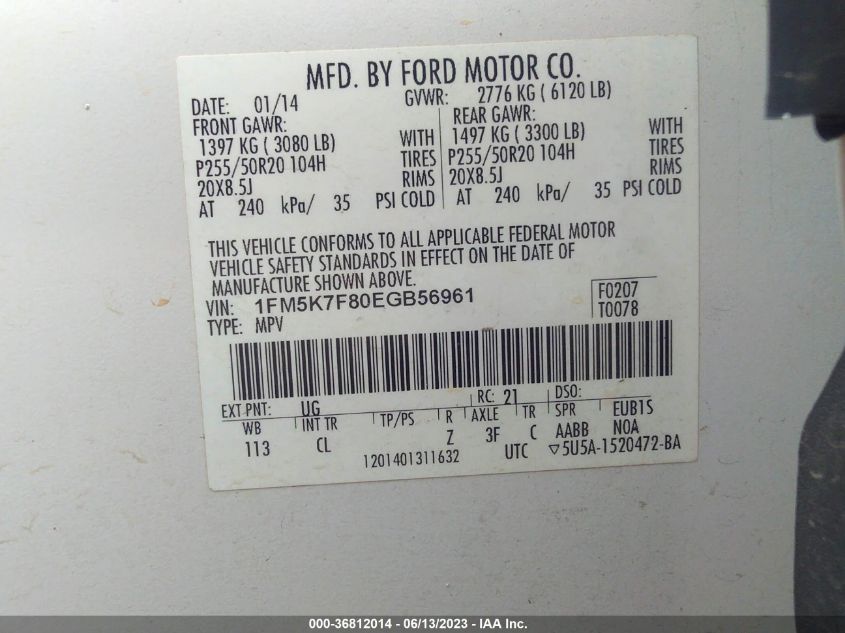 MFD. BY FORD MOTOR CO.
DATE: 01/14 GVWR: 2776 KG ( 6120 LB)
FRONT GAWR: REAR GAWR:
1397 KG ( 3080 LB) WITH 1497 KG ( 3300 LB) WITH
P255/50R20 104H TIRES P255/50R20 104H TIRES
20X8.5J RIMS 20X8.5J RIMS
AT 240 kPa/ 35 PSI COLD AT 240 kPa/ 35 PSI COLD
THIS VEHICLE CONFORMS TO ALL APPLICABLE FEDERAL MOTOR
VEHICLE SAFETY STANDARDS IN EFFECT ON THE DATE OF
MANUFACTURE SHOWN ABOVE.
VIN: 1FM5K7F80EGB56961 F0207
TYPE: MPV T0078
EXT PNT: UG RC: 21 DSO:
WB INT TR TP/PS R AXLE TR SPR EUB1S
113 CL Z 3F C AABB NOA
1201401311632 UTC ▽5U5A-1520472-BA
000-36812014 - 06/13/2023 - IAA Inc.